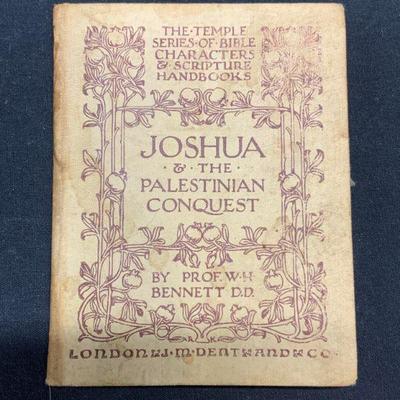 THE·TEMPLE
SERIES·OF·BIBLE
CHARACTERS
& SCRIPTURE
HANDBOOKS
JOSHUA
·&·THE·
PALESTINIAN
CONQUEST
BY PROF. W·H·
BENNETT D.D.
LONDON J·M·DENT AND CO·